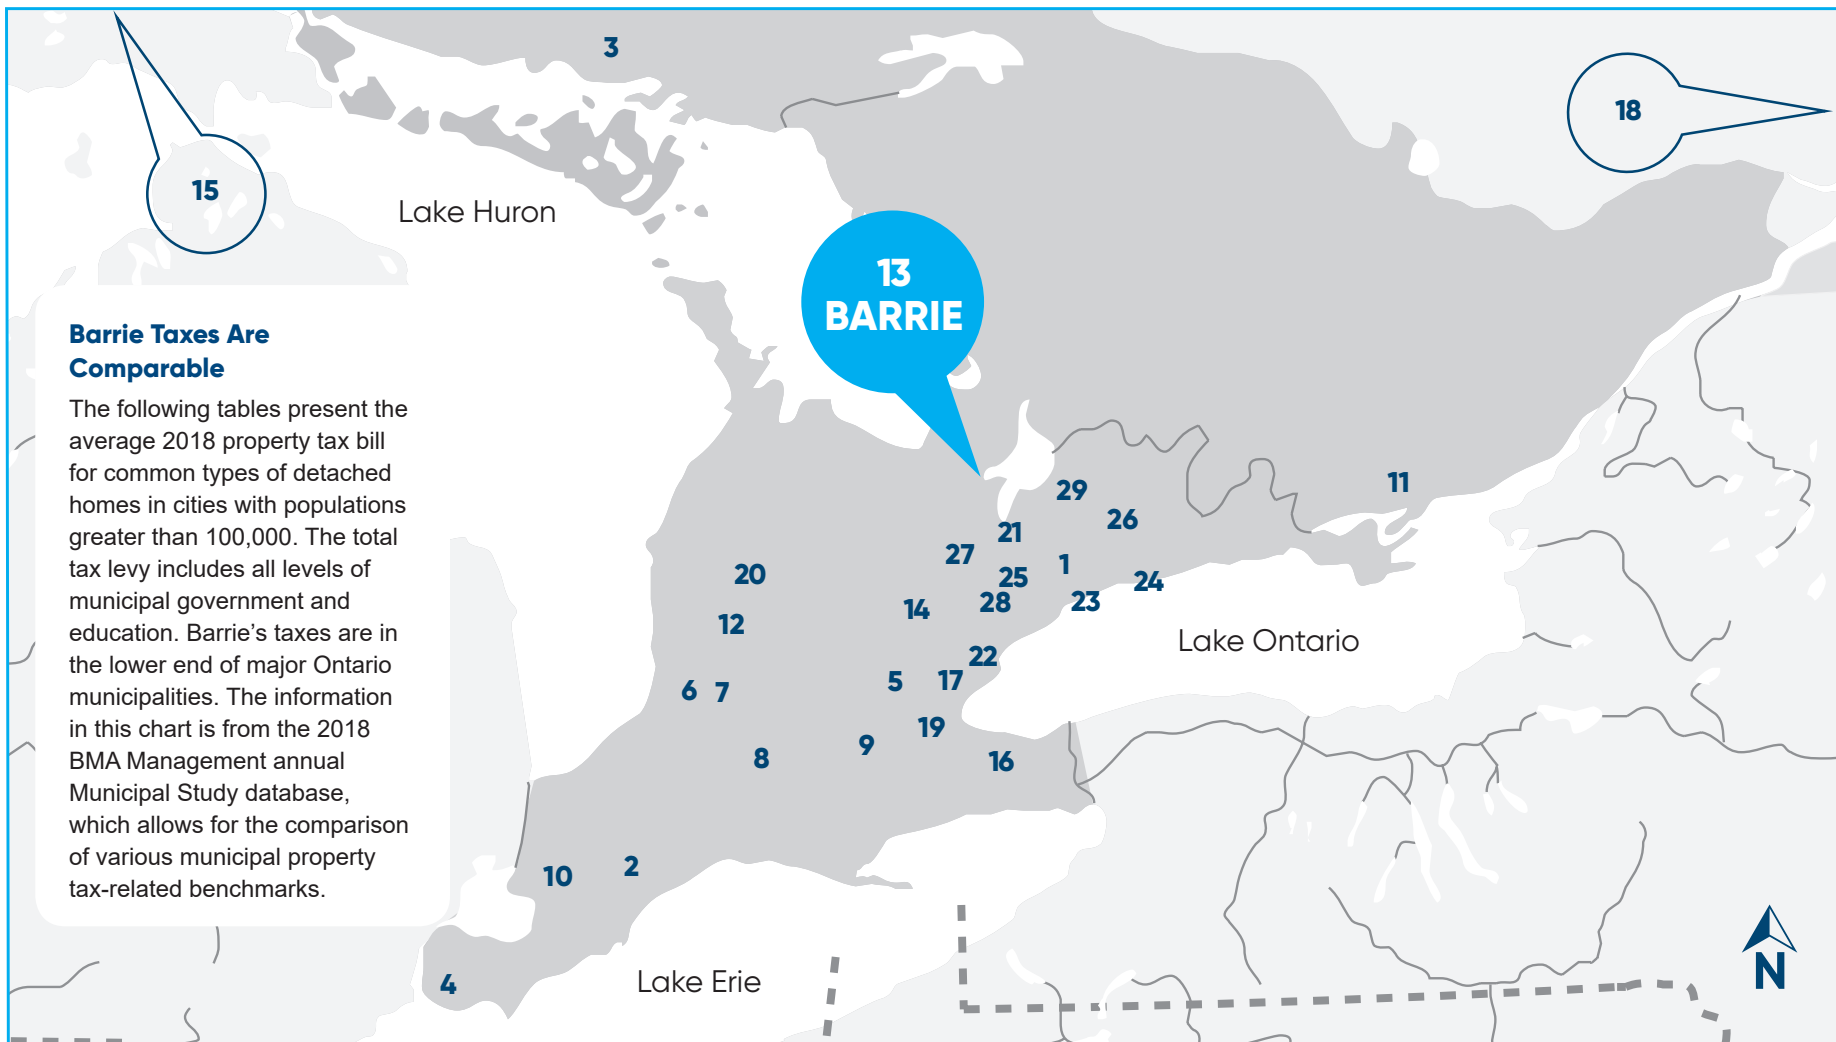 3
18
15
Lake Huron
13
BARRIE
Barrie Taxes Are
Comparable
The following tables present the
average 2018 property tax bill
for common types of detached
homes in cities with populations
greater than 100,000. The total
tax levy includes all levels of
municipal government and
education. Barrie’s taxes are in
the lower end of major Ontario
municipalities. The information
in this chart is from the 2018
BMA Management annual
Municipal Study database,
which allows for the comparison
of various municipal property
tax-related benchmarks.
11
29
26
21
27
1
20
25
24
28
23
14
12
Lake Ontario
22
5
17
6
7
19
9
8
16
2
10
4
Lake Erie
N